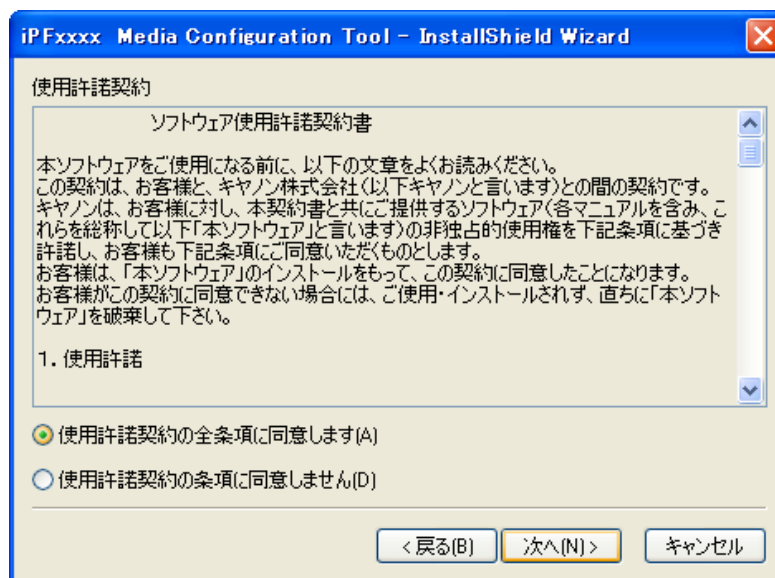 iPFxxxx Media Configuration Tool - InstallShield Wizard
使用許諾契約
ソフトウェア使用許諾契約書
本ソフトウェアをご使用になる前に、以下の文章をよくお読みください。
この契約は、お客様と、キヤノン株式会社(以下キヤノンと言います)との間の契約です。
キヤノンは、お客様に対し、本契約書と共にご提供するソフトウェア(各マニュアルを含み、こ
れらを総称して以下「本ソフトウェア」と言います)の非独占的使用権を下記条項に基づき
許諾し、お客様も下記条項にご同意いただくものとします。
お客様は、「本ソフトウェア」のインストールをもって、この契約に同意したことになります。
お客様がこの契約に同意できない場合には、ご使用・インストールされず、直ちに「本ソフト
ウェア」を破棄して下さい。
1. 使用許諾
使用許諾契約の全条項に同意します(A)
使用許諾契約の条項に同意しません(D)
< 戻る(B)
次へ(N) >
キャンセル